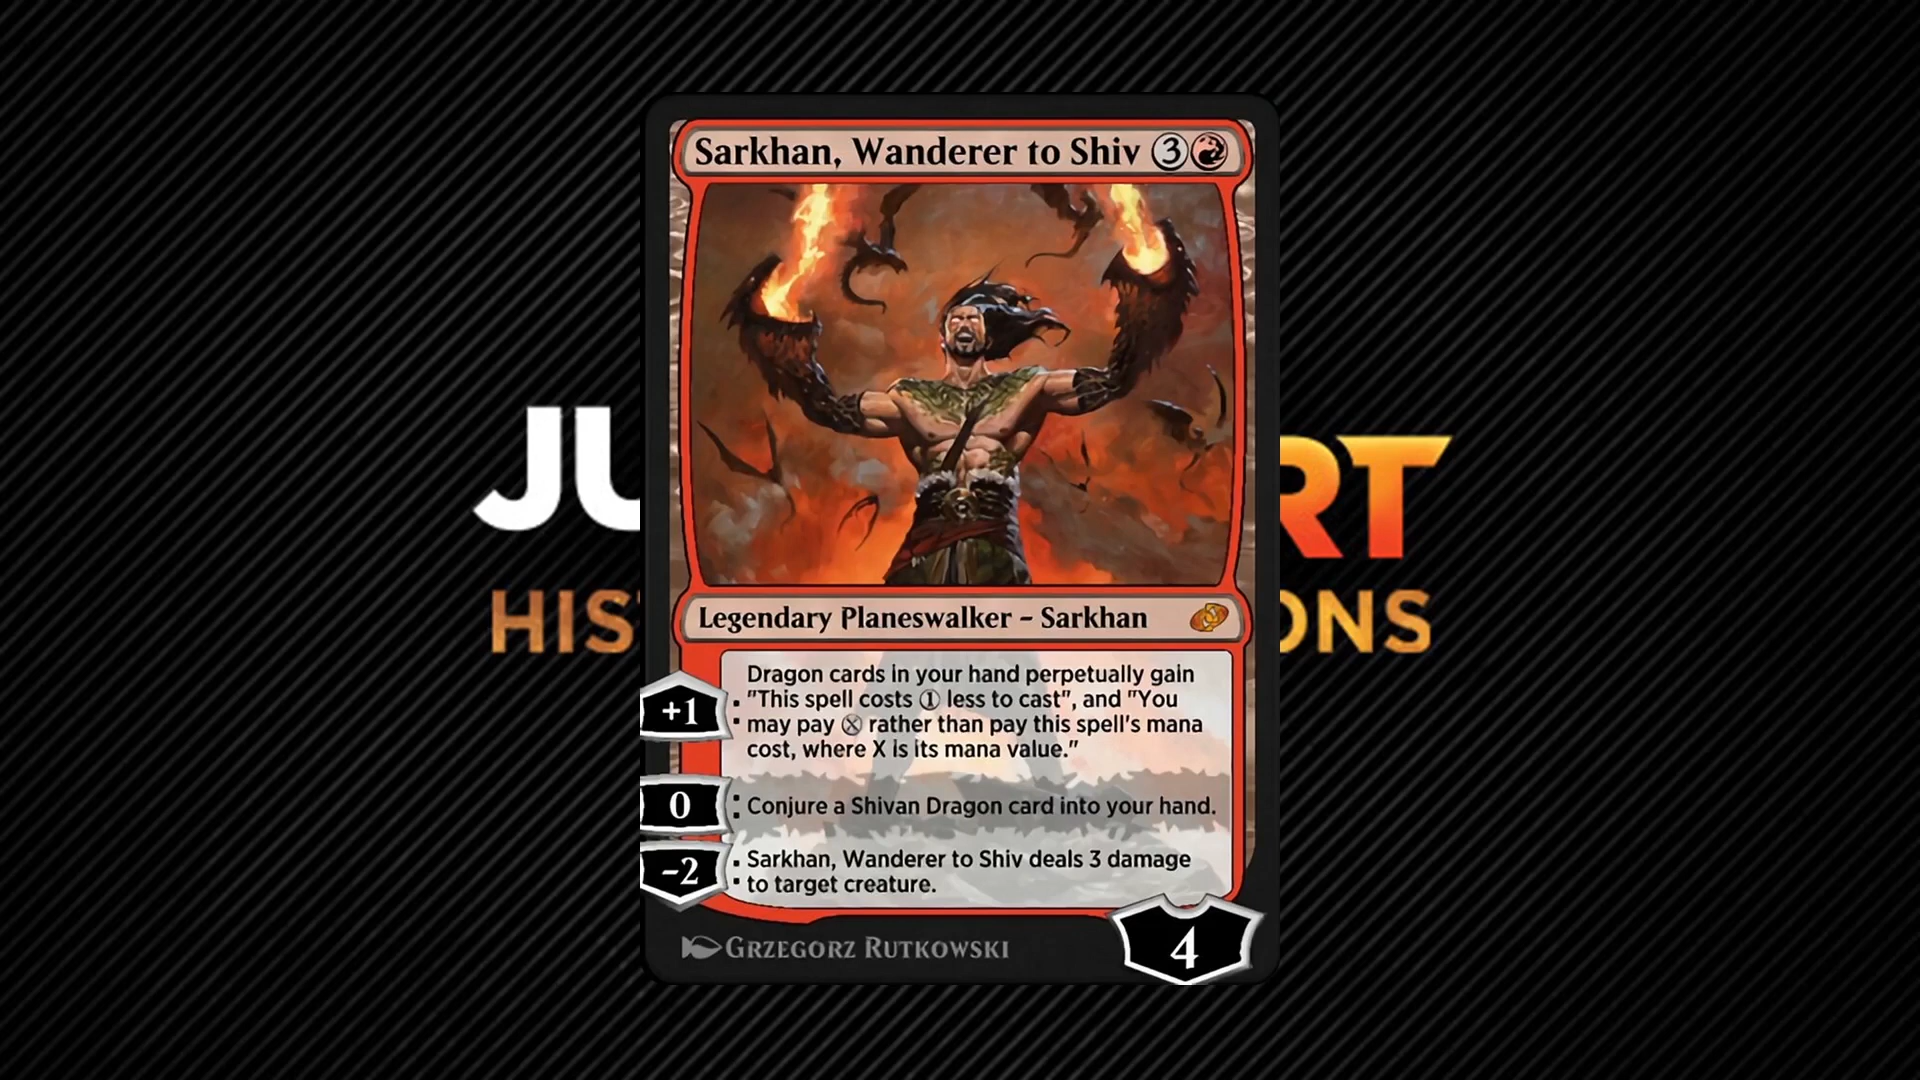 Sarkhan, Wanderer to Shiv 3
JU RT
HIS ONS
Legendary Planeswalker – Sarkhan
+1
Dragon cards in your hand perpetually gain
"This spell costs 1 less to cast", and "You
may pay X rather than pay this spell's mana
cost, where X is its mana value."
0
: Conjure a Shivan Dragon card into your hand.
−2
: Sarkhan, Wanderer to Shiv deals 3 damage
to target creature.
GRZEGORZ RUTKOWSKI
4